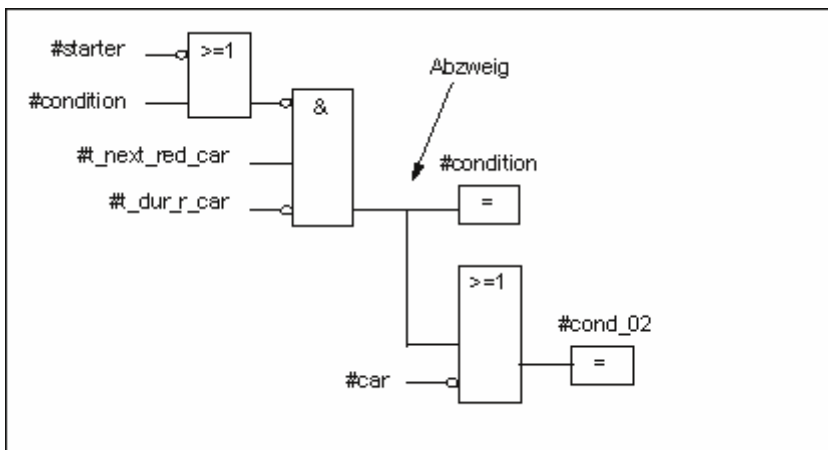 #starter
>=1
#condition
Abzweig
&
#t_next_red_car
#condition
#t_dur_r_car
=
>=1
#cond_02
=
#car